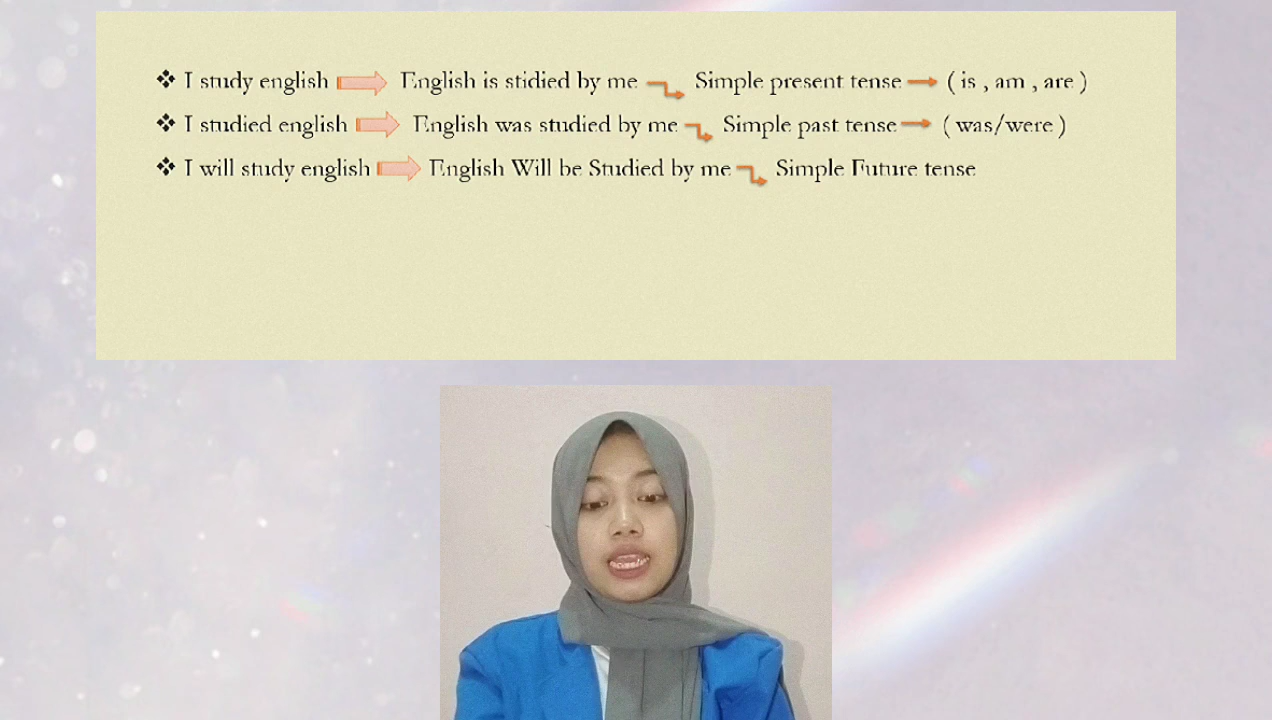 ❖ I study english English is stidied by me Simple present tense ( is , am , are )
❖ I studied english English was studied by me Simple past tense ( was/were )
❖ I will study english English Will be Studied by me Simple Future tense